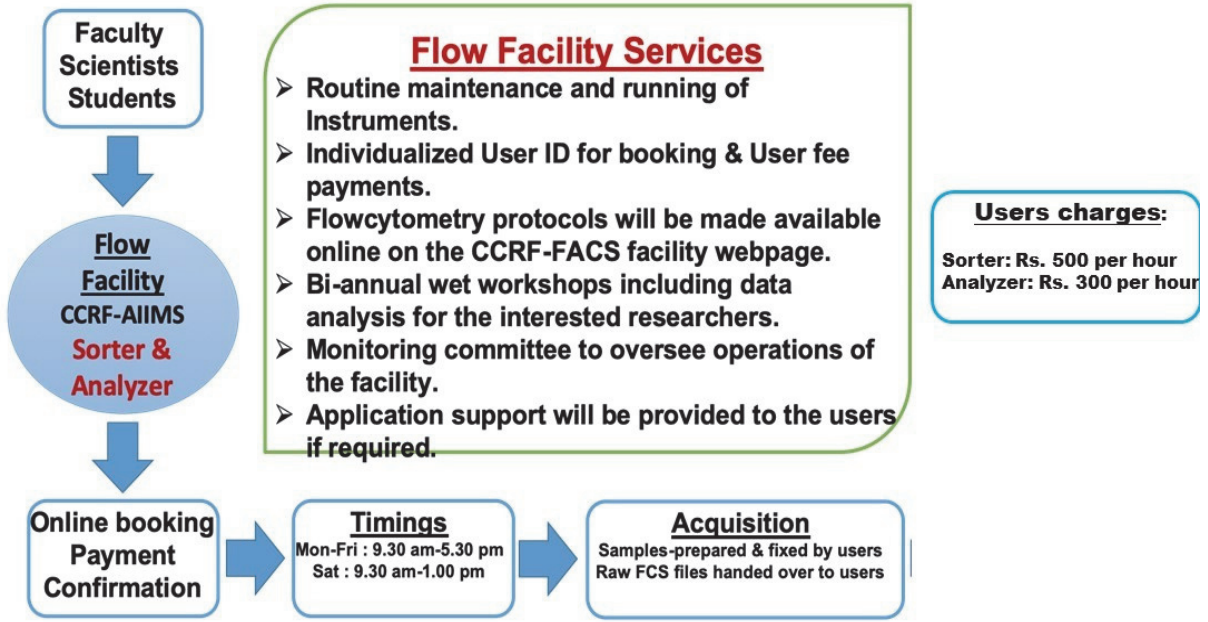 Faculty
Scientists
Students
Flow
Facility
CCRF-AIIMS
Sorter &
Analyzer
Flow Facility Services
➢ Routine maintenance and running of
Instruments.
➢ Individualized User ID for booking & User fee
payments.
➢ Flowcytometry protocols will be made available
online on the CCRF-FACS facility webpage.
➢ Bi-annual wet workshops including data
analysis for the interested researchers.
➢ Monitoring committee to oversee operations of
the facility.
➢ Application support will be provided to the users
if required.
Users charges:
Sorter: Rs. 500 per hour
Analyzer: Rs. 300 per hour
Online booking
Payment
Confirmation
Timings
Mon-Fri : 9.30 am-5.30 pm
Sat : 9.30 am-1.00 pm
Acquisition
Samples-prepared & fixed by users
Raw FCS files handed over to users